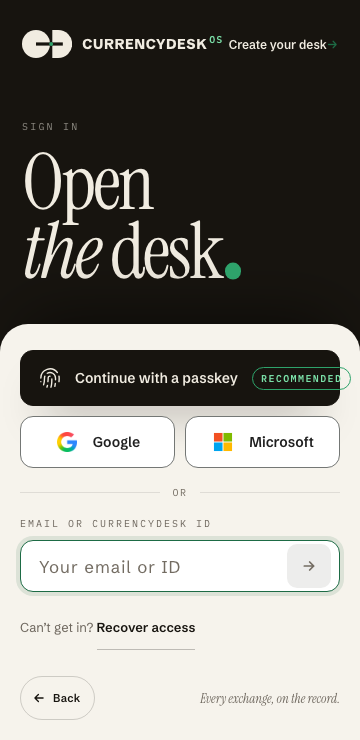 CURRENCYDESK OS Create your desk→
SIGN IN
Open
the desk.
Continue with a passkey RECOMMENDED
Google Microsoft
OR
EMAIL OR CURRENCYDESK ID
Your email or ID →
Can't get in? Recover access
← Back Every exchange, on the record.